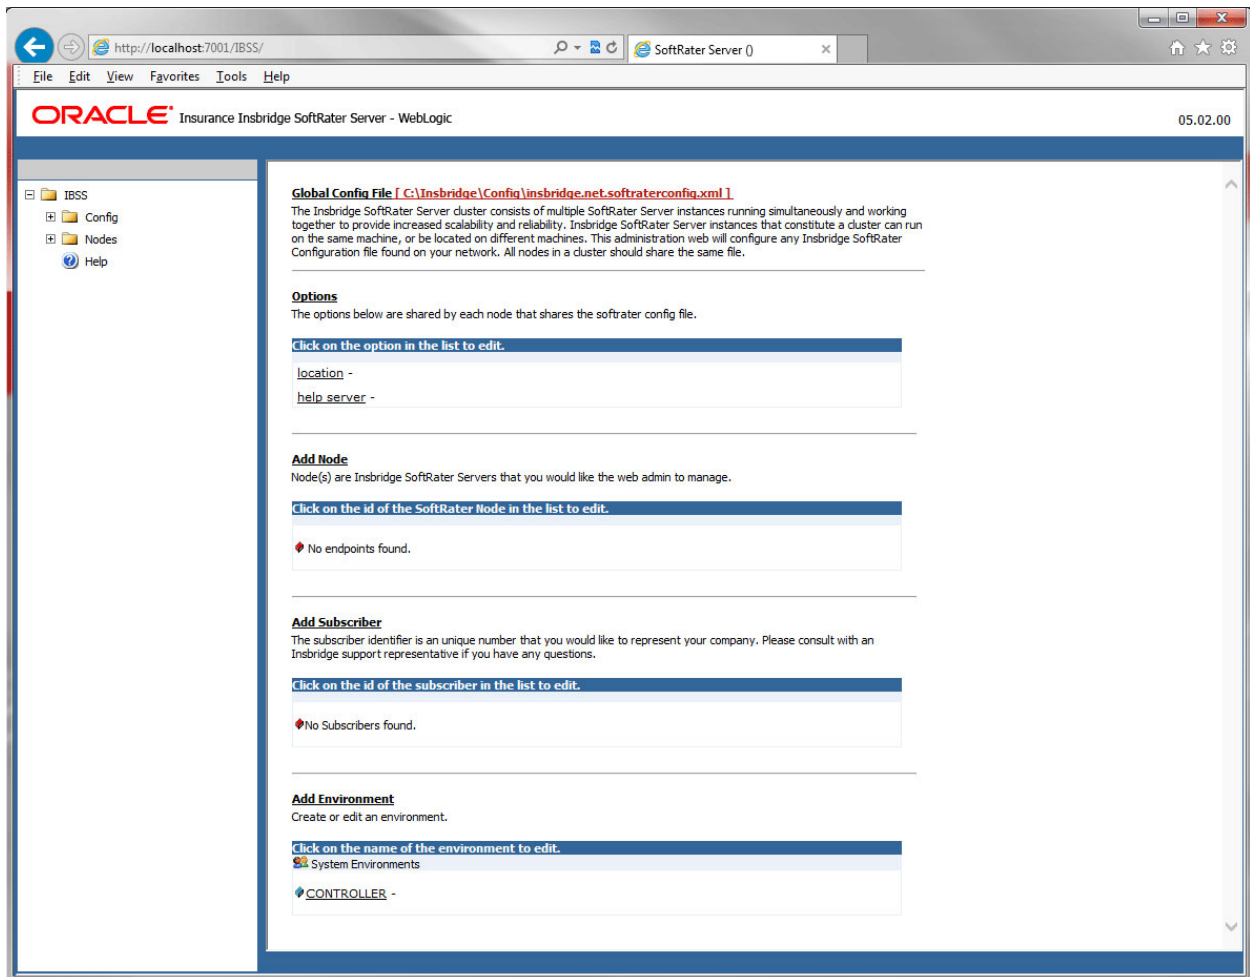 http://localhost:7001/IBSS/
SoftRater Server ()
File Edit View Favorites Tools Help
ORACLE Insurance Insbridge SoftRater Server - WebLogic
05.02.00
IBSS
Config
Nodes
Help
Global Config File [ C:\Insbridge\Config\insbridge.net.softraterconfig.xml ]
The Insbridge SoftRater Server cluster consists of multiple SoftRater Server instances running simultaneously and working
together to provide increased scalability and reliability. Insbridge SoftRater Server instances that constitute a cluster can run
on the same machine, or be located on different machines. This administration web will configure any Insbridge SoftRater
Configuration file found on your network. All nodes in a cluster should share the same file.
Options
The options below are shared by each node that shares the softrater config file.
Click on the option in the list to edit.
location -
help server -
Add Node
Node(s) are Insbridge SoftRater Servers that you would like the web admin to manage.
Click on the id of the SoftRater Node in the list to edit.
No endpoints found.
Add Subscriber
The subscriber identifier is an unique number that you would like to represent your company. Please consult with an
Insbridge support representative if you have any questions.
Click on the id of the subscriber in the list to edit.
No Subscribers found.
Add Environment
Create or edit an environment.
Click on the name of the environment to edit.
System Environments
CONTROLLER -